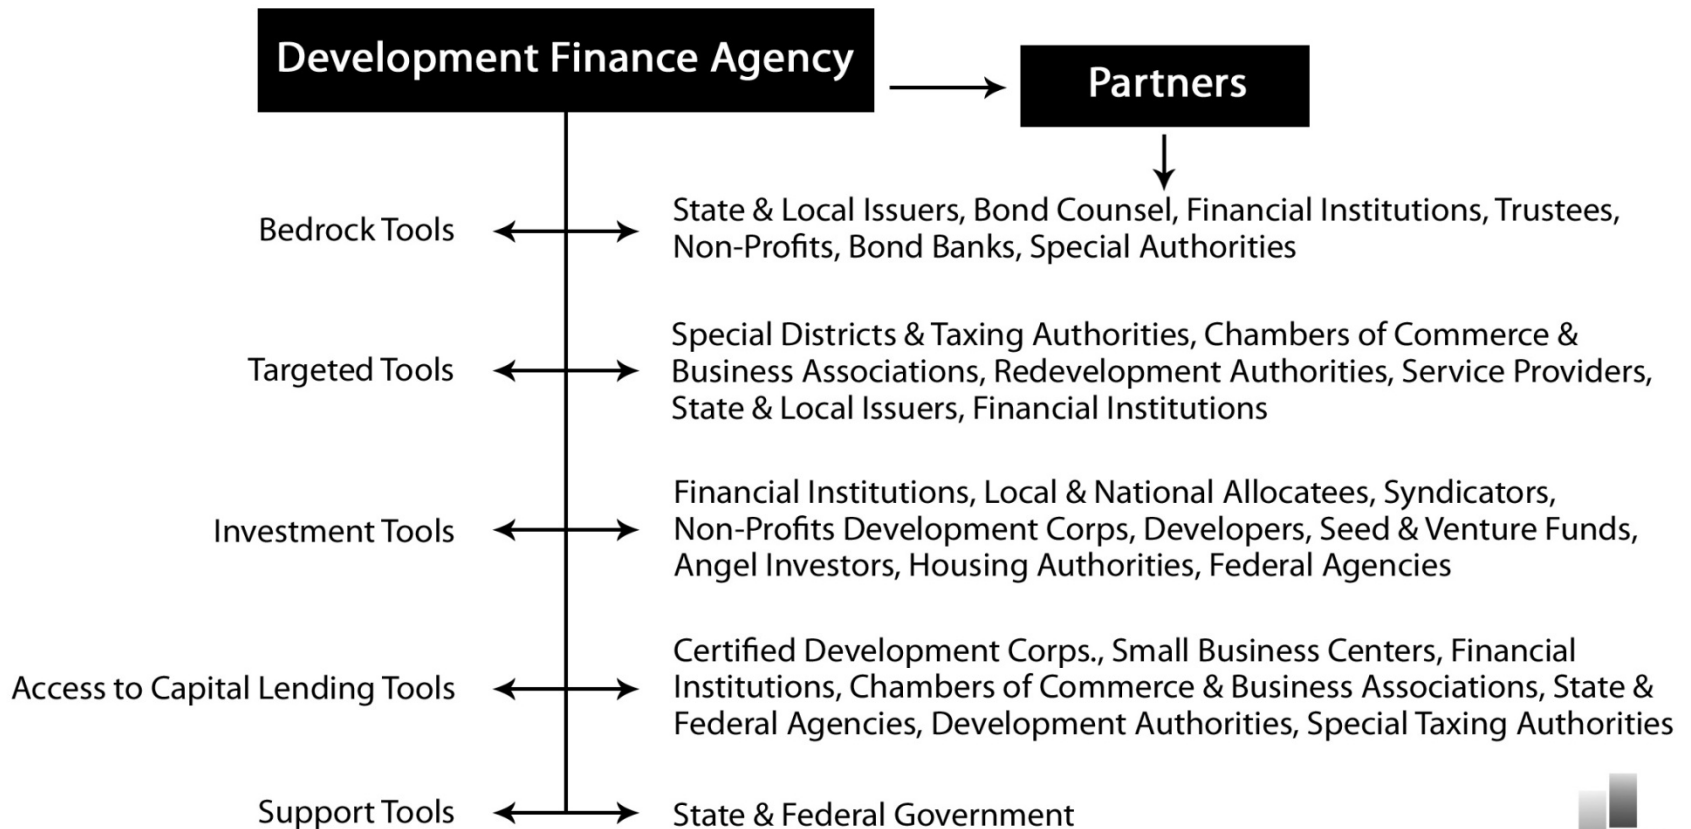 Development Finance Agency
Partners
Bedrock Tools
State & Local Issuers, Bond Counsel, Financial Institutions, Trustees,
Non-Profits, Bond Banks, Special Authorities
Targeted Tools
Special Districts & Taxing Authorities, Chambers of Commerce &
Business Associations, Redevelopment Authorities, Service Providers,
State & Local Issuers, Financial Institutions
Investment Tools
Financial Institutions, Local & National Allocatees, Syndicators,
Non-Profits Development Corps, Developers, Seed & Venture Funds,
Angel Investors, Housing Authorities, Federal Agencies
Access to Capital Lending Tools
Certified Development Corps., Small Business Centers, Financial
Institutions, Chambers of Commerce & Business Associations, State &
Federal Agencies, Development Authorities, Special Taxing Authorities
Support Tools
State & Federal Government